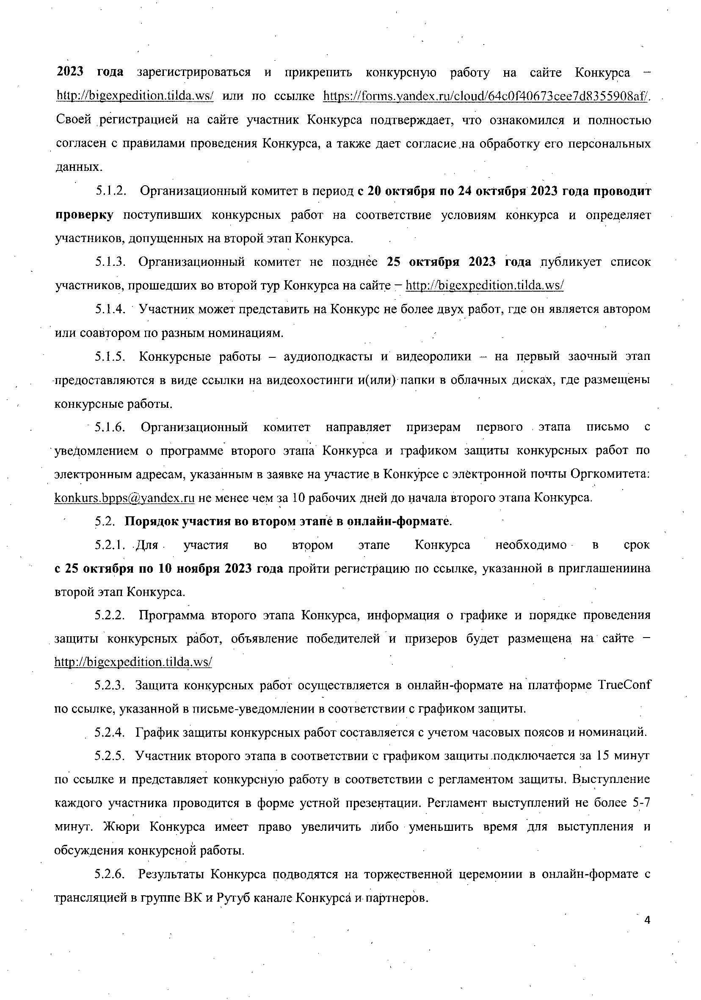 2023 года зарегистрироваться и прикрепить конкурсную работу на сайте Конкурса –
http://bigexpedition.tilda.ws/ или по ссылке https://forms.yandex.ru/cloud/64c0f40673cee7d8355908af/.
Своей регистрацией на сайте участник Конкурса подтверждает, что ознакомился и полностью
согласен с правилами проведения Конкурса, а также дает согласие на обработку его персональных
данных.
5.1.2. Организационный комитет в период с 20 октября по 24 октября 2023 года проводит
проверку поступивших конкурсных работ на соответствие условиям конкурса и определяет
участников, допущенных на второй этап Конкурса.
5.1.3. Организационный комитет не позднее 25 октября 2023 года публикует список
участников, прошедших во второй тур Конкурса на сайте – http://bigexpedition.tilda.ws/
5.1.4. Участник может представить на Конкурс не более двух работ, где он является автором
или соавтором по разным номинациям.
5.1.5. Конкурсные работы – аудиоподкасты и видеоролики – на первый заочный этап
предоставляются в виде ссылки на видеохостинги и(или) папки в облачных дисках, где размещены
конкурсные работы.
5.1.6. Организационный комитет направляет призерам первого этапа письмо с
уведомлением о программе второго этапа Конкурса и графиком защиты конкурсных работ по
электронным адресам, указанным в заявке на участие в Конкурсе с электронной почты Оргкомитета:
konkurs.bpps@yandex.ru не менее чем за 10 рабочих дней до начала второго этапа Конкурса.
5.2. Порядок участия во втором этапе в онлайн-формате.
5.2.1. Для участия во втором этапе Конкурса необходимо в срок
с 25 октября по 10 ноября 2023 года пройти регистрацию по ссылке, указанной в приглашениина
второй этап Конкурса.
5.2.2. Программа второго этапа Конкурса, информация о графике и порядке проведения
защиты конкурсных работ, объявление победителей и призеров будет размещена на сайте –
http://bigexpedition.tilda.ws/
5.2.3. Защита конкурсных работ осуществляется в онлайн-формате на платформе TrueConf
по ссылке, указанной в письме-уведомлении в соответствии с графиком защиты.
5.2.4. График защиты конкурсных работ составляется с учетом часовых поясов и номинаций.
5.2.5. Участник второго этапа в соответствии с графиком защиты подключается за 15 минут
по ссылке и представляет конкурсную работу в соответствии с регламентом защиты. Выступление
каждого участника проводится в форме устной презентации. Регламент выступлений не более 5-7
минут. Жюри Конкурса имеет право увеличить либо уменьшить время для выступления и
обсуждения конкурсной работы.
5.2.6. Результаты Конкурса подводятся на торжественной церемонии в онлайн-формате с
трансляцией в группе ВК и Рутуб канале Конкурса и партнеров.
4